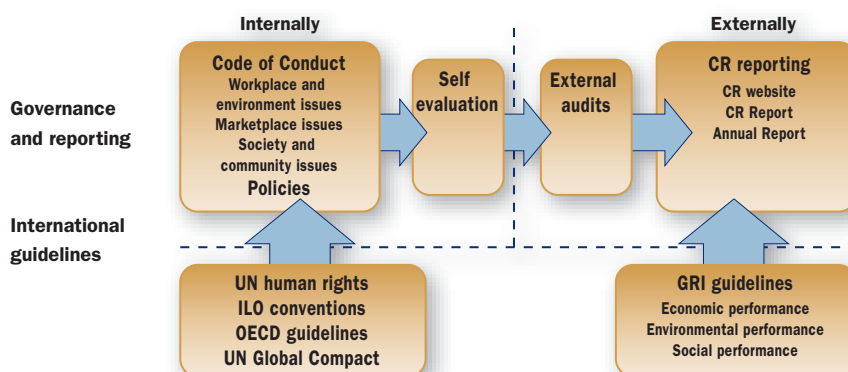 Internally
Externally
Governance
and reporting
Code of Conduct
Workplace and
environment issues
Marketplace issues
Society and
community issues
Policies
Self
evaluation
External
audits
CR reporting
CR website
CR Report
Annual Report
International
guidelines
UN human rights
ILO conventions
OECD guidelines
UN Global Compact
GRI guidelines
Economic performance
Environmental performance
Social performance